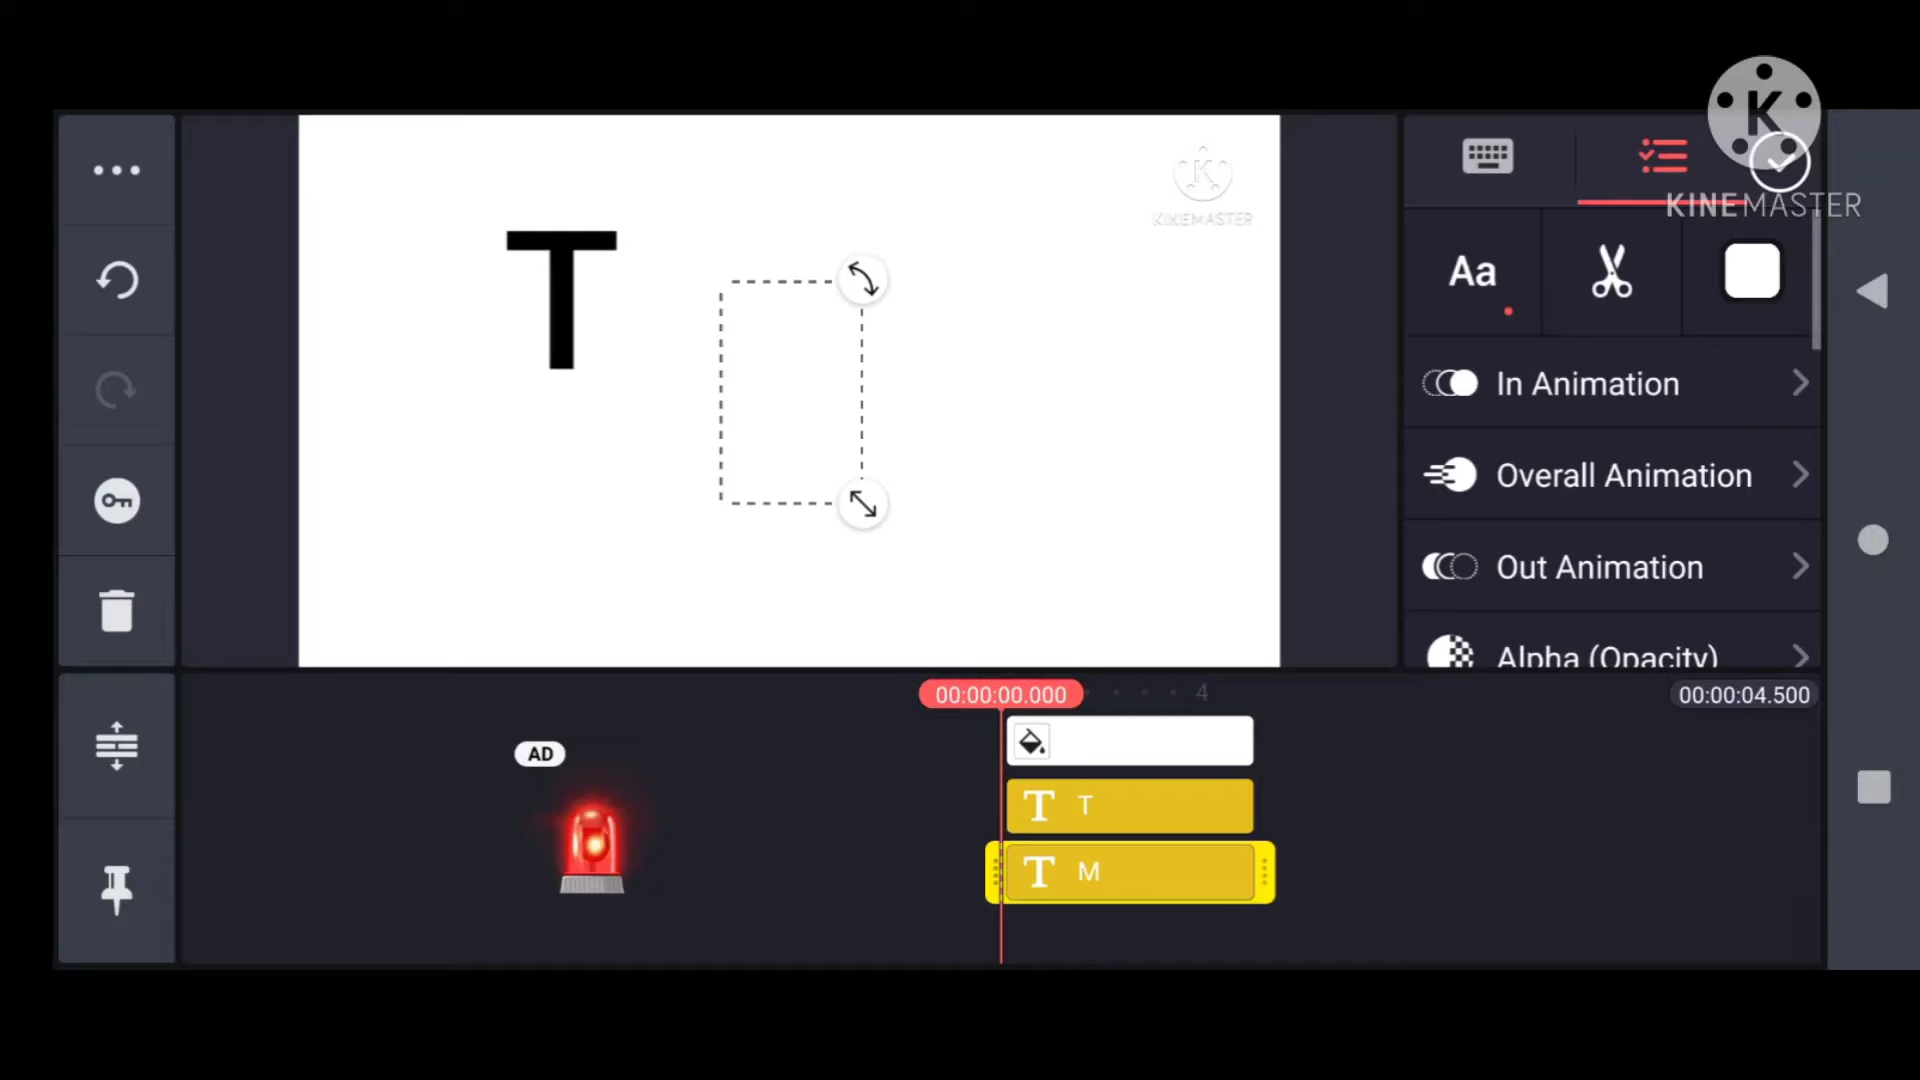 T
K
KINEMASTER
K
KINEMASTER
Aa
In Animation
Overall Animation
Out Animation
Alpha (Opacity)
00:00:00.000
4
00:00:04.500
AD
T T
T M